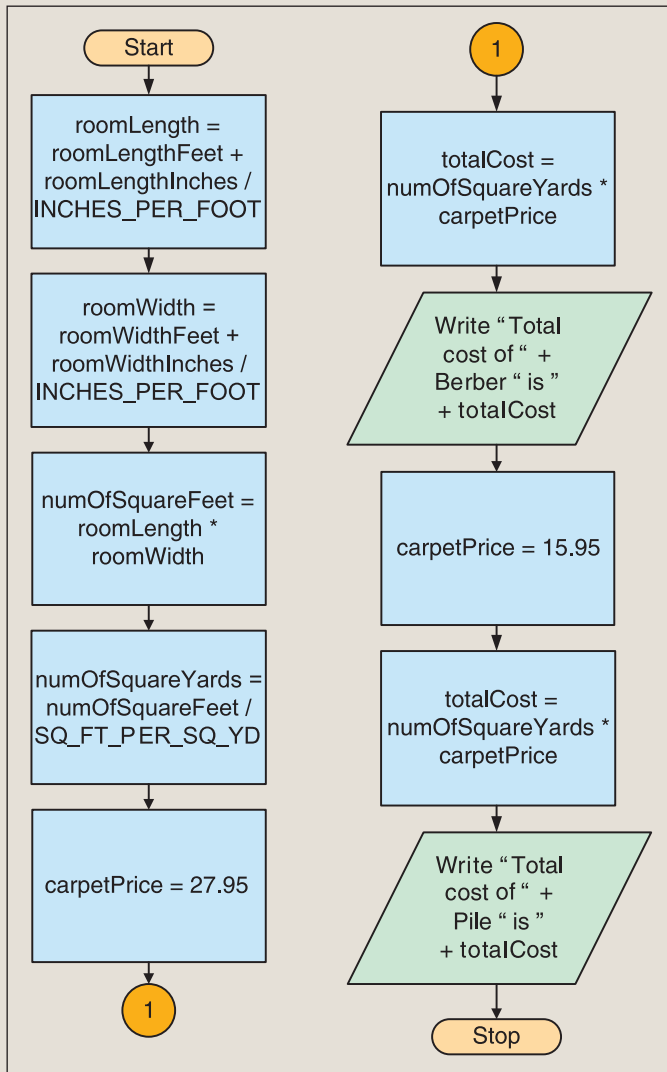 Start
roomLength =
roomLengthFeet +
roomLengthInches /
INCHES_PER_FOOT
roomWidth =
roomWidthFeet +
roomWidthInches /
INCHES_PER_FOOT
numOfSquareFeet =
roomLength *
roomWidth
numOfSquareYards =
numOfSquareFeet /
SQ_FT_PER_SQ_YD
carpetPrice = 27.95
1
1
totalCost =
numOfSquareYards *
carpetPrice
Write “Total
cost of “ +
Berber “ is ”
+ totalCost
carpetPrice = 15.95
totalCost =
numOfSquareYards *
carpetPrice
Write “Total
cost of “ +
Pile “ is ”
+ totalCost
Stop